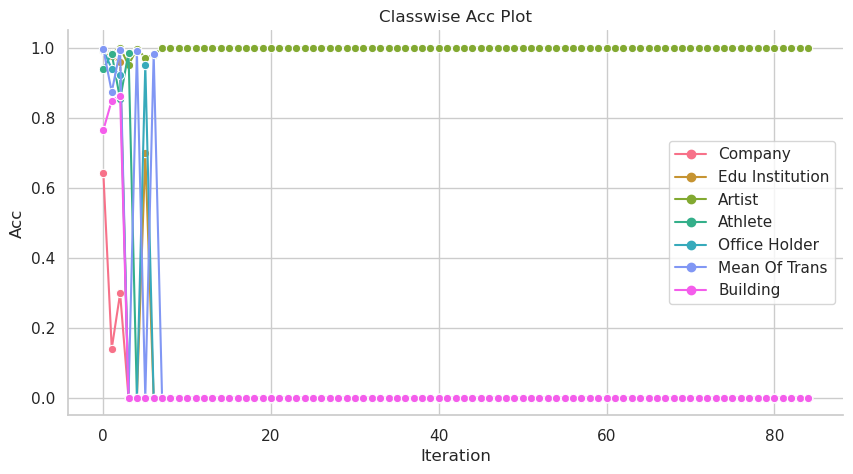 Classwise Acc Plot
1.0
0.8
0.6
0.4
0.2
0.0
Acc
Company
Edu Institution
Artist
Athlete
Office Holder
Mean Of Trans
Building
0
20
40
60
80
Iteration